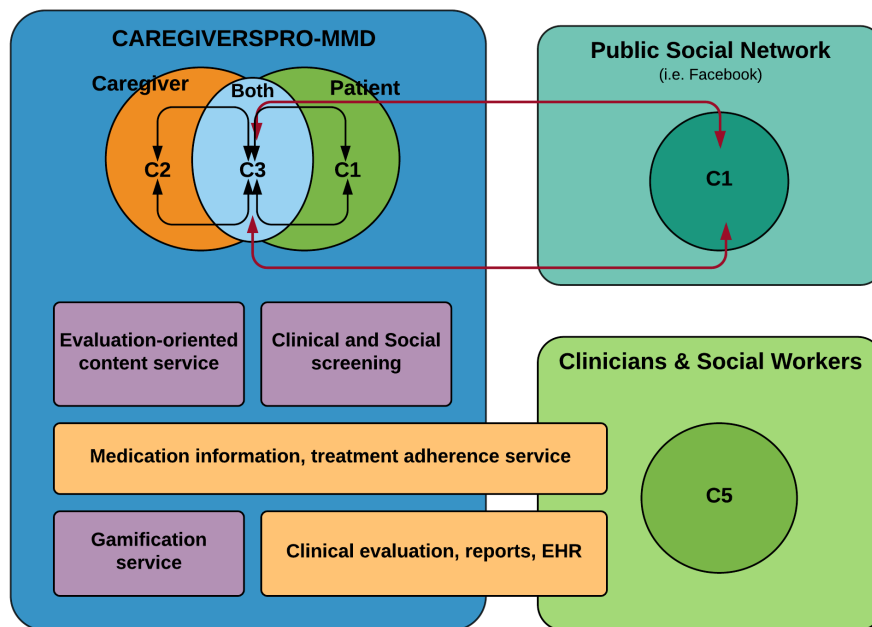 CAREGIVERSPRO-MMD
Caregiver
Both
Patient
C2
C3
C1
Public Social Network
(i.e. Facebook)
C1
Evaluation-oriented
content service
Clinical and Social
screening
Clinicians & Social Workers
Medication information, treatment adherence service
C5
Gamification
service
Clinical evaluation, reports, EHR